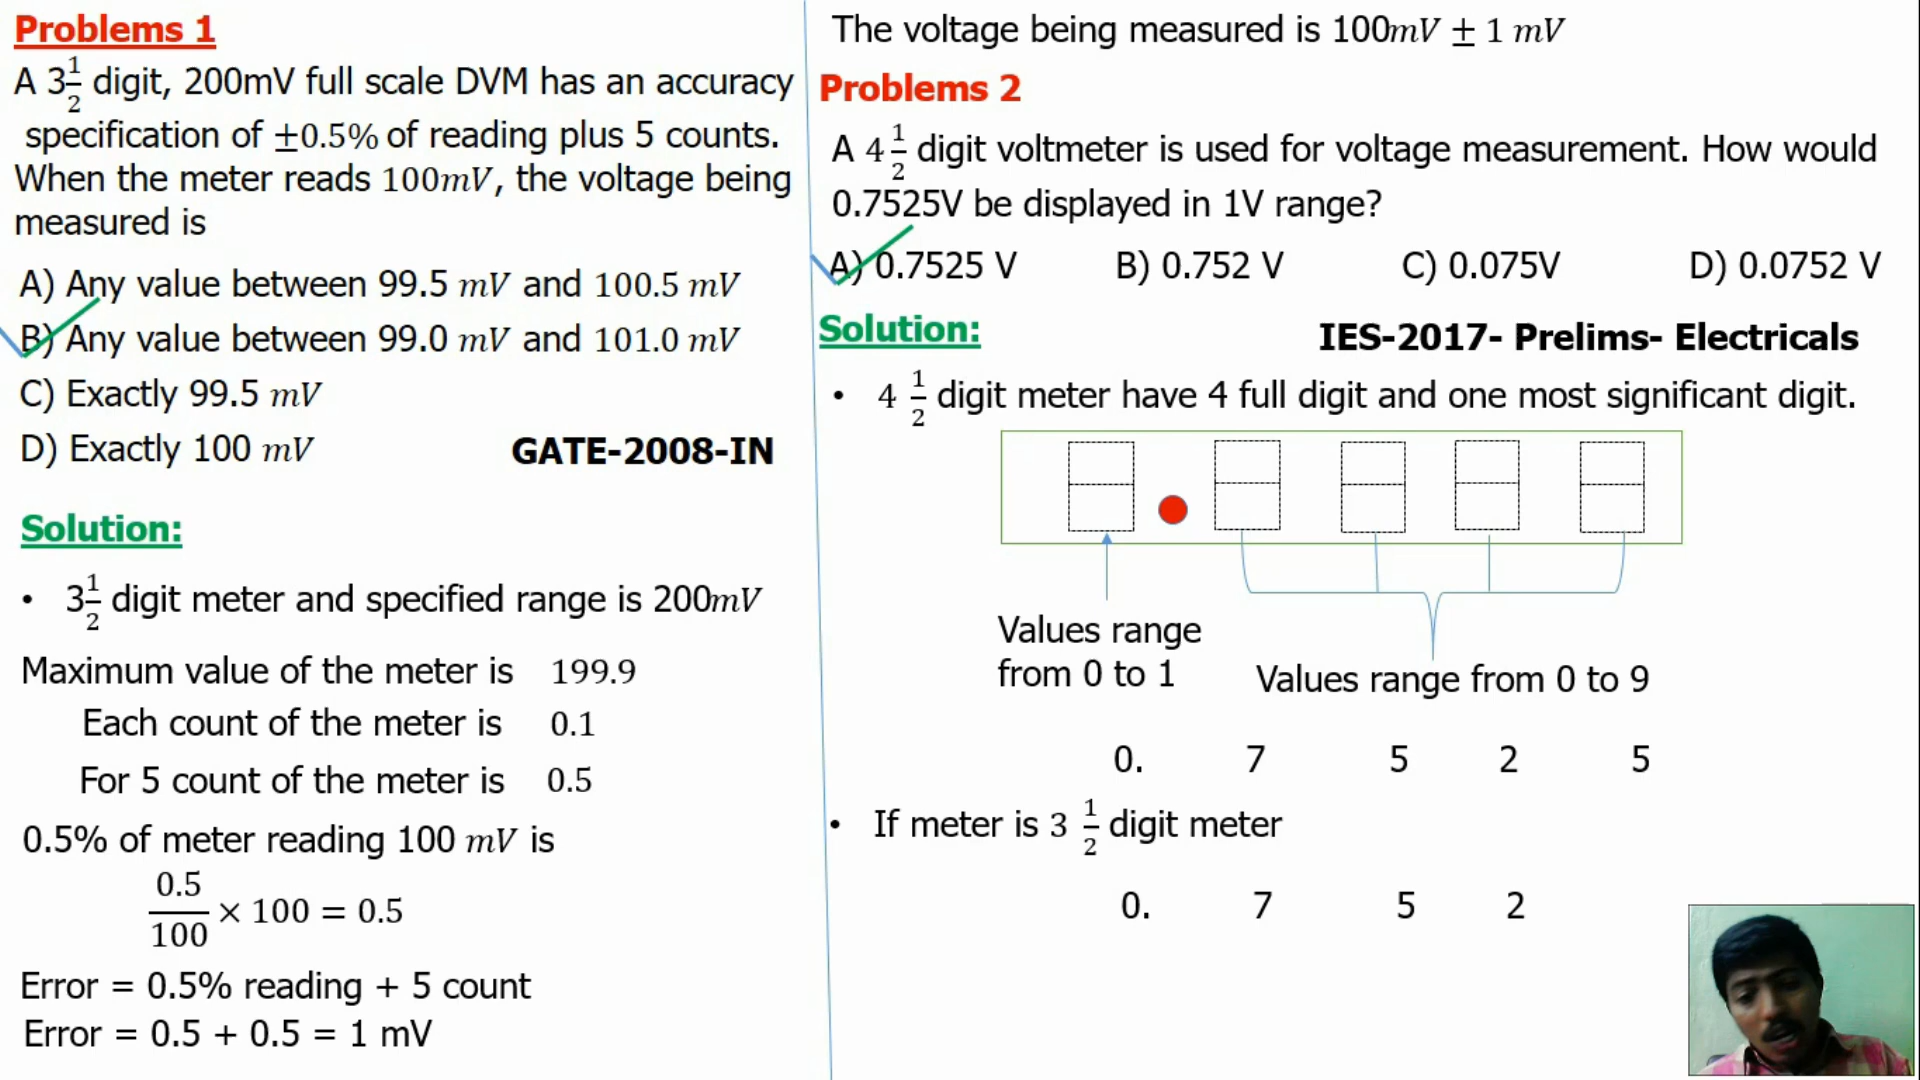 Problems 1
A 3 1/2 digit, 200mV full scale DVM has an accuracy
specification of ±0.5% of reading plus 5 counts.
When the meter reads 100mV, the voltage being
measured is
A) Any value between 99.5 mV and 100.5 mV
B) Any value between 99.0 mV and 101.0 mV
C) Exactly 99.5 mV
D) Exactly 100 mV
GATE-2008-IN
Solution:
• 3 1/2 digit meter and specified range is 200mV
Maximum value of the meter is 199.9
Each count of the meter is 0.1
For 5 count of the meter is 0.5
0.5% of meter reading 100 mV is
0.5/100 × 100 = 0.5
Error = 0.5% reading + 5 count
Error = 0.5 + 0.5 = 1 mV
The voltage being measured is 100mV ± 1 mV
Problems 2
A 4 1/2 digit voltmeter is used for voltage measurement. How would
0.7525V be displayed in 1V range?
A) 0.7525 V B) 0.752 V C) 0.075V D) 0.0752 V
Solution:
IES-2017- Prelims- Electricals
• 4 1/2 digit meter have 4 full digit and one most significant digit.
Values range
from 0 to 1
Values range from 0 to 9
0. 7 5 2 5
• If meter is 3 1/2 digit meter
0. 7 5 2